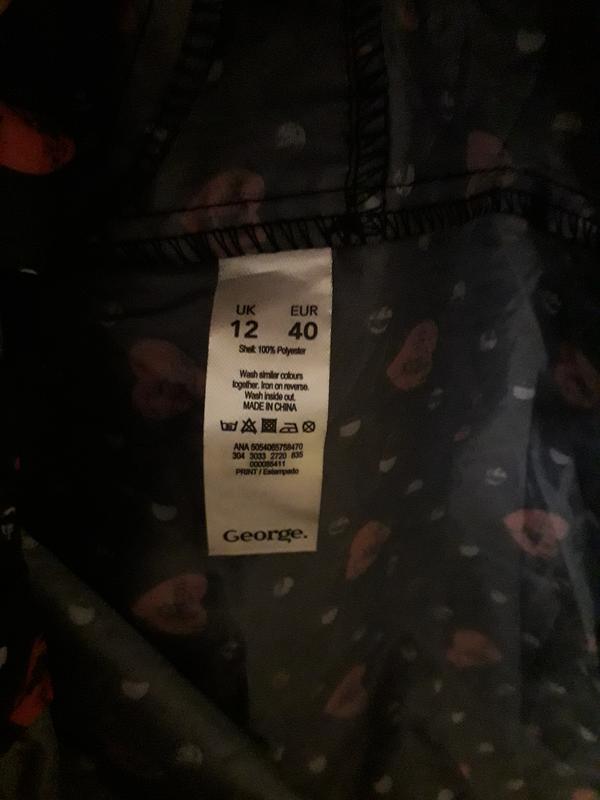 UK EUR
12 40
Shell: 100% Polyester
Wash similar colours
together. Iron on reverse.
Wash inside out.
MADE IN CHINA
ANA 5054065758470
304 3033 2720 835
000085411
PRINT / Estampado
George.